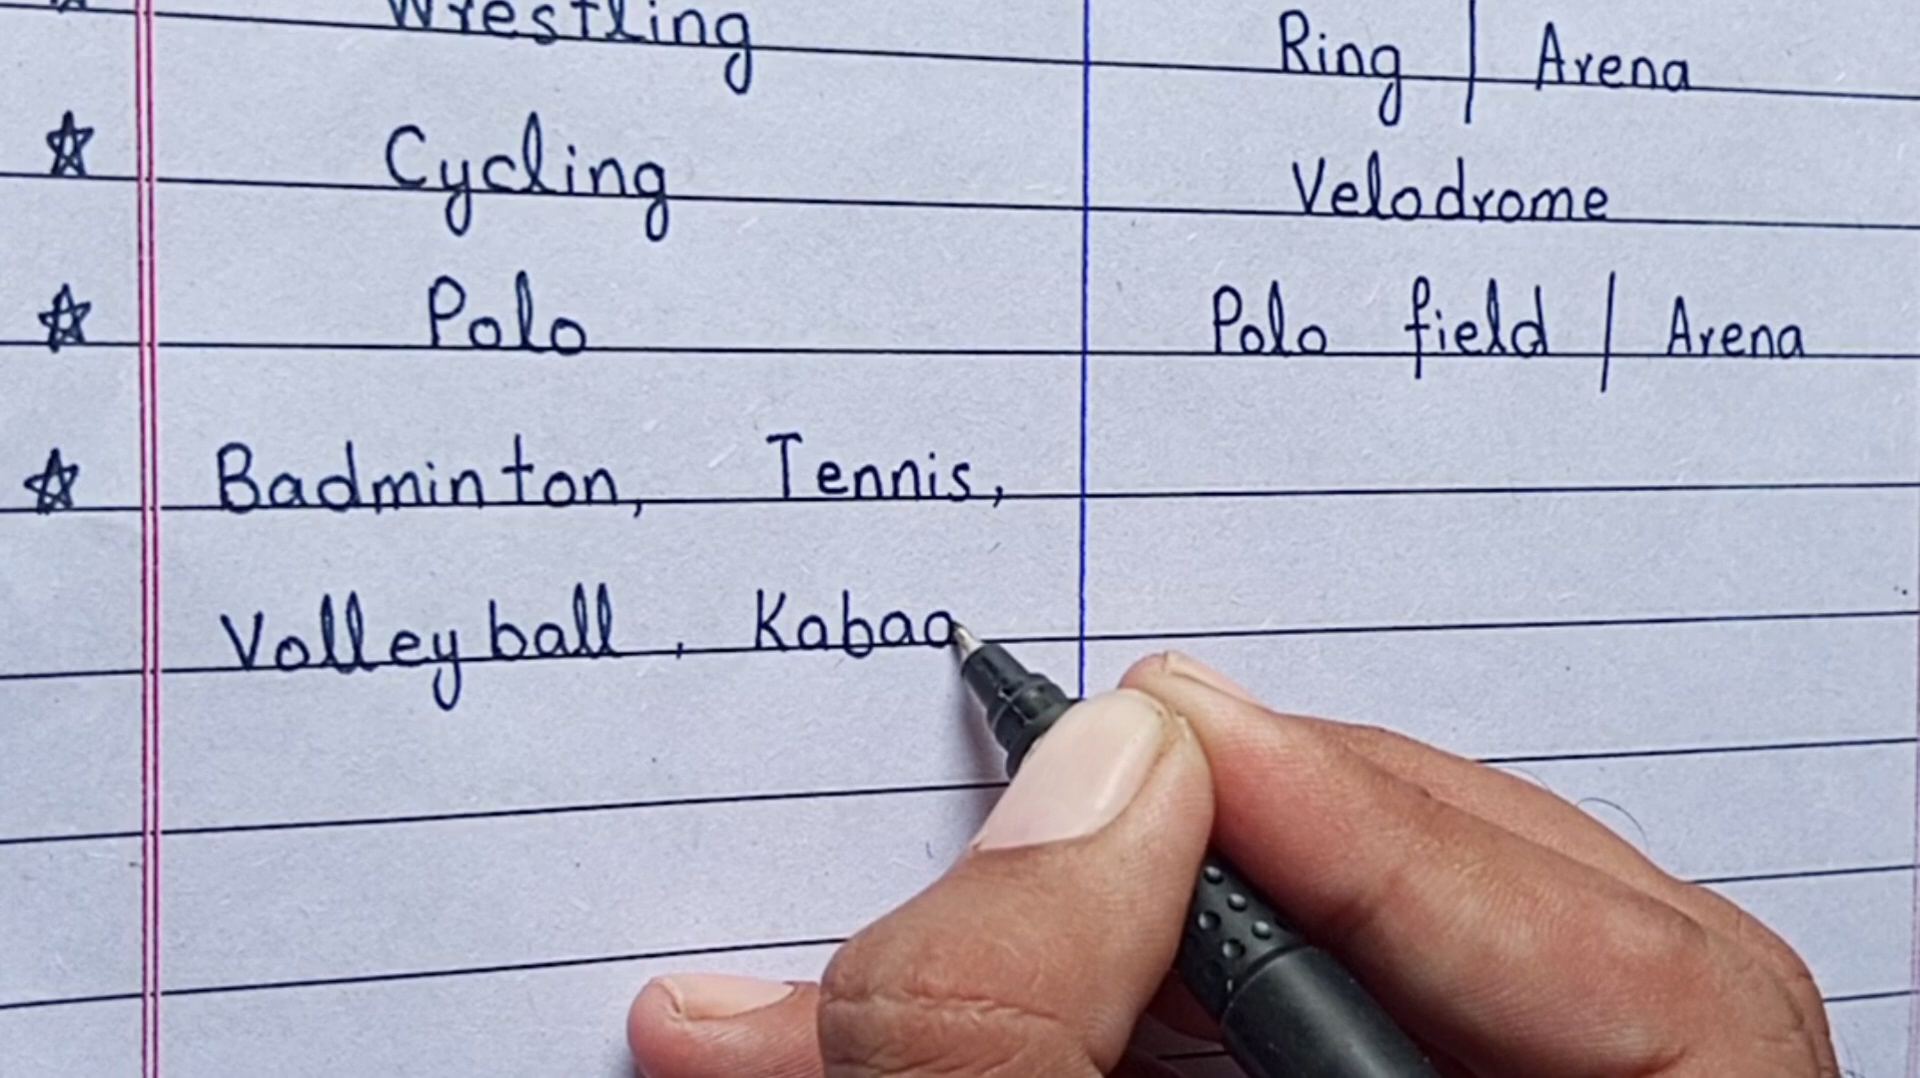 Wrestling Ring | Arena
☆ Cycling Velodrome
☆ Polo Polo field | Arena
☆ Badminton, Tennis,
Volleyball, Kabaa